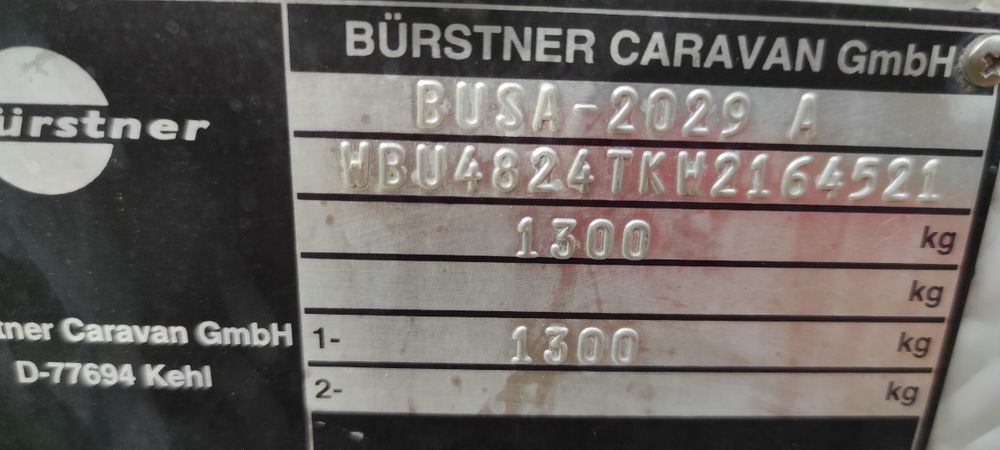 BÜRSTNER CARAVAN GmbH
ürstner
BUSA-2029 A
WBU4824TKW2164521
1300 kg
kg
tner Caravan GmbH
D-77694 Kehl
1- 1300 kg
2- kg